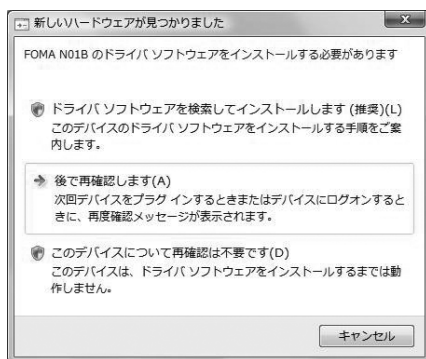 新しいハードウェアが見つかりました
FOMA N01B のドライバ ソフトウェアをインストールする必要があります
ドライバ ソフトウェアを検索してインストールします (推奨)(L)
このデバイスのドライバ ソフトウェアをインストールする手順をご案
内します。
後で再確認します(A)
次回デバイスをプラグ インするときまたはデバイスにログオンすると
きに、再度確認メッセージが表示されます。
このデバイスについて再確認は不要です(D)
このデバイスは、ドライバ ソフトウェアをインストールするまでは動
作しません。
キャンセル